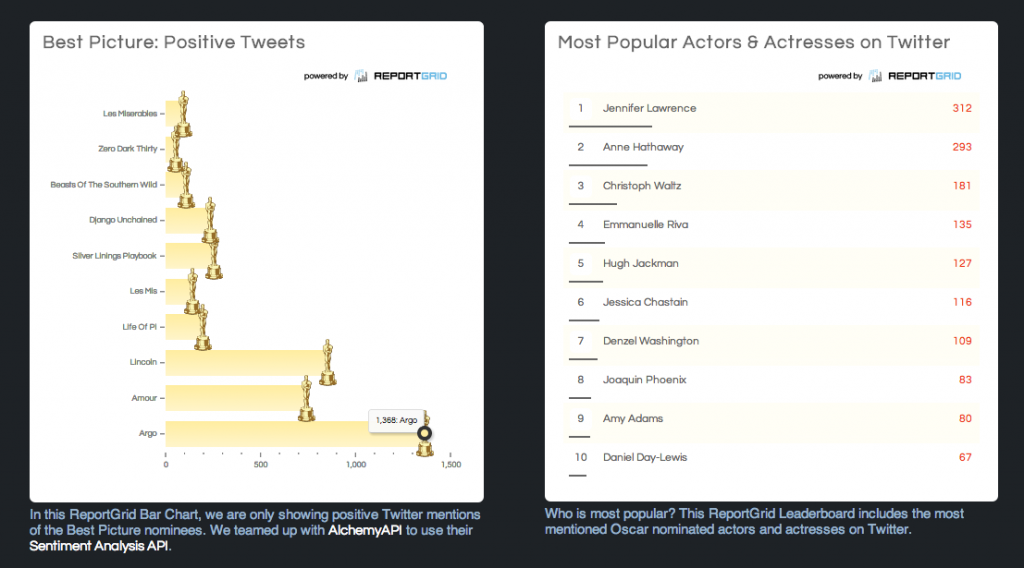 Best Picture: Positive Tweets
powered by REPORTGRID
Les Miserables
Zero Dark Thirty
Beasts Of The Southern Wild
Django Unchained
Silver Linings Playbook
Les Mis
Life Of Pi
Lincoln
Amour
1,368: Argo
Argo
0 500 1,000 1,500
In this ReportGrid Bar Chart, we are only showing positive Twitter mentions
of the Best Picture nominees. We teamed up with AlchemyAPI to use their
Sentiment Analysis API.
Most Popular Actors & Actresses on Twitter
powered by REPORTGRID
1 Jennifer Lawrence 312
2 Anne Hathaway 293
3 Christoph Waltz 181
4 Emmanuelle Riva 135
5 Hugh Jackman 127
6 Jessica Chastain 116
7 Denzel Washington 109
8 Joaquin Phoenix 83
9 Amy Adams 80
10 Daniel Day-Lewis 67
Who is most popular? This ReportGrid Leaderboard includes the most
mentioned Oscar nominated actors and actresses on Twitter.